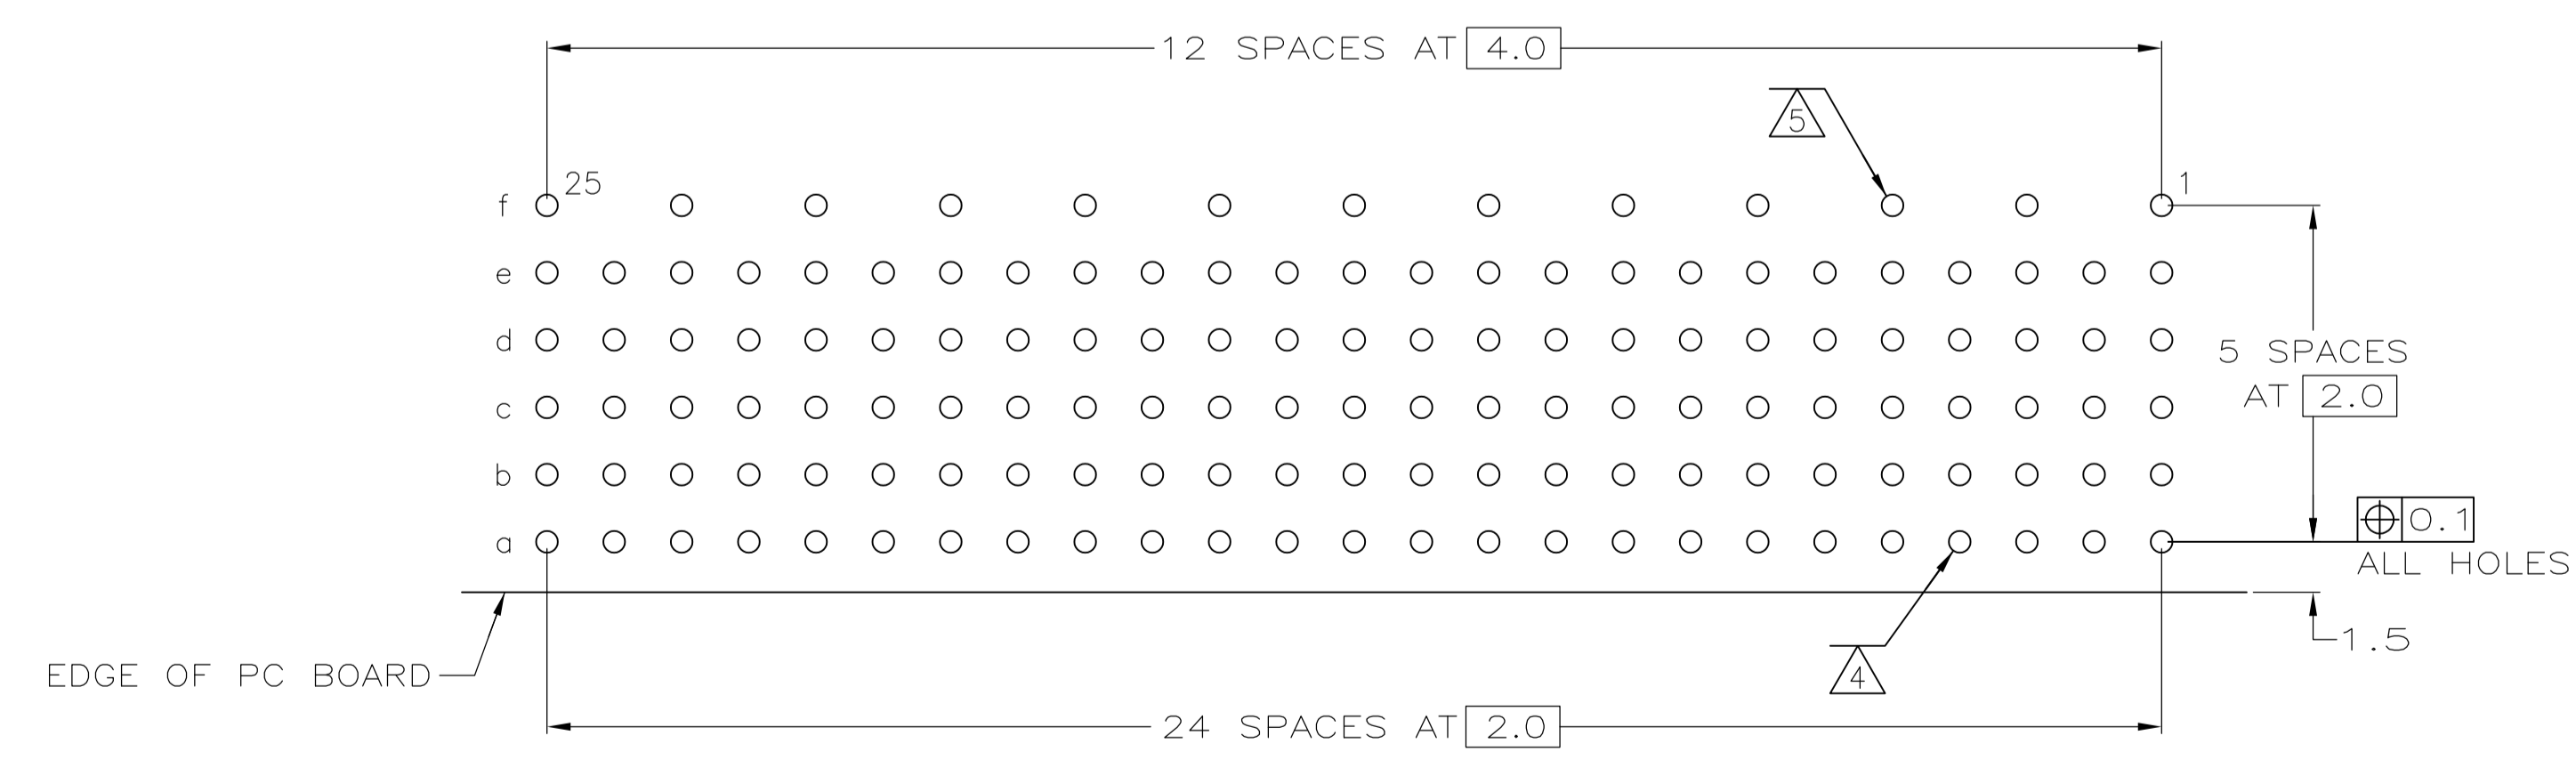 12 SPACES AT 4.0
5
25
1
f
e
d
5 SPACES
AT 2.0
c
b
0.1
a
ALL HOLES
1.5
EDGE OF PC BOARD
4
24 SPACES AT 2.0